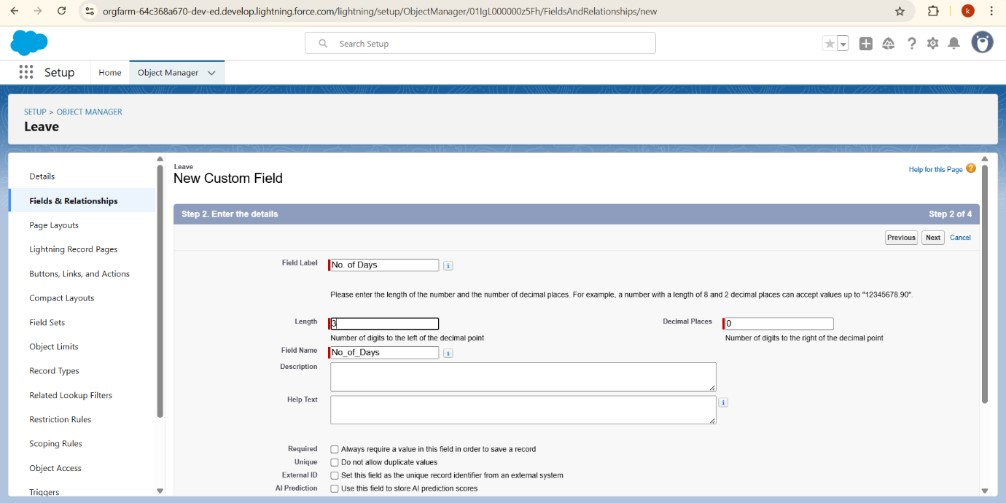 orgfarm-64c368a670-dev-ed.develop.lightning.force.com/lightning/setup/ObjectManager/01IgL000000z5Fh/FieldsAndRelationships/new
k
Search Setup
Setup
Home
Object Manager
SETUP > OBJECT MANAGER
Leave
Details
Fields & Relationships
Page Layouts
Lightning Record Pages
Buttons, Links, and Actions
Compact Layouts
Field Sets
Object Limits
Record Types
Related Lookup Filters
Restriction Rules
Scoping Rules
Object Access
Triggers
Leave
New Custom Field
Help for this Page ?
Step 2. Enter the details
Step 2 of 4
Previous Next Cancel
Field Label No. of Days i
Please enter the length of the number and the number of decimal places. For example, a number with a length of 8 and 2 decimal places can accept values up to "12345678.90".
Length 3 Decimal Places 0
Number of digits to the left of the decimal point Number of digits to the right of the decimal point
Field Name No_of_Days i
Description
Help Text i
Required Always require a value in this field in order to save a record
Unique Do not allow duplicate values
External ID Set this field as the unique record identifier from an external system
AI Prediction Use this field to store AI prediction scores